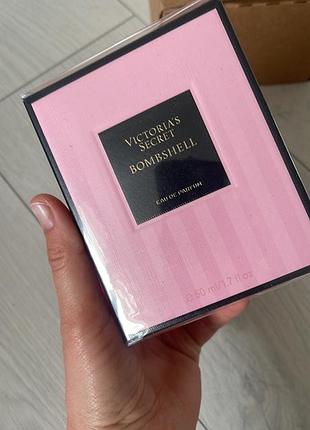 VICTORIA'S
SECRET
BOMBSHELL
EAU DE PARFUM
℮ 50 ml/1.7 fl oz